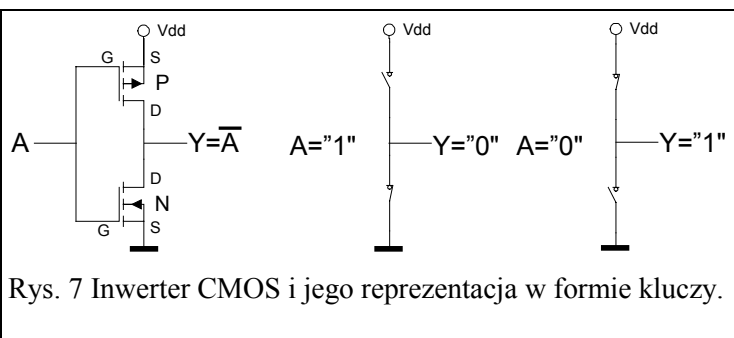 Vdd Vdd Vdd
G S
P
D
A Y=A̅ A="1" Y="0" A="0" Y="1"
D
N
G S
Rys. 7 Inwerter CMOS i jego reprezentacja w formie kluczy.